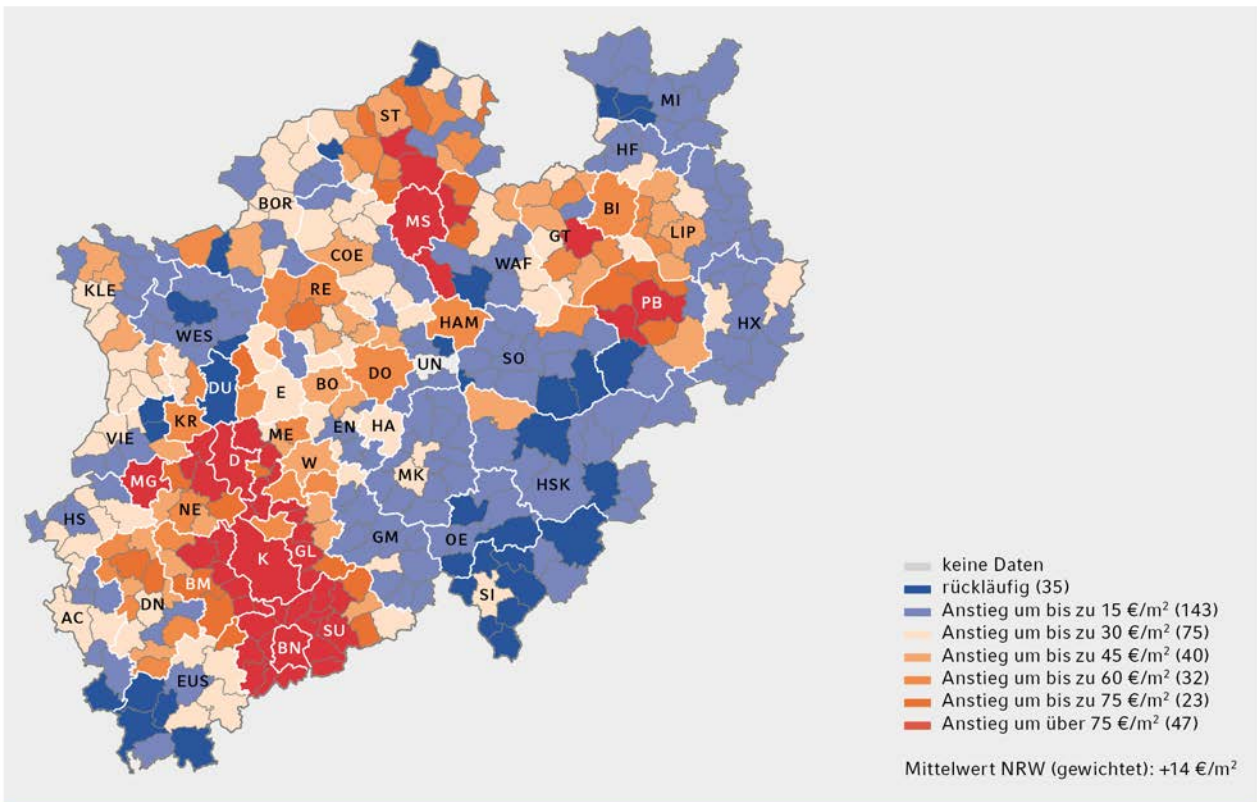 MI
ST
HF
BOR
MS
BI
GT
LIP
COE
WAF
KLE
RE
PB
HAM
HX
WES
SO
UN
DU
E
BO
DO
KR
ME
EN
HA
VIE
D
W
MK
MG
HSK
NE
HS
GM
OE
K
GL
BM
SI
DN
AC
SU
BN
EUS
keine Daten
rückläufig (35)
Anstieg um bis zu 15 €/m² (143)
Anstieg um bis zu 30 €/m² (75)
Anstieg um bis zu 45 €/m² (40)
Anstieg um bis zu 60 €/m² (32)
Anstieg um bis zu 75 €/m² (23)
Anstieg um über 75 €/m² (47)
Mittelwert NRW (gewichtet): +14 €/m²